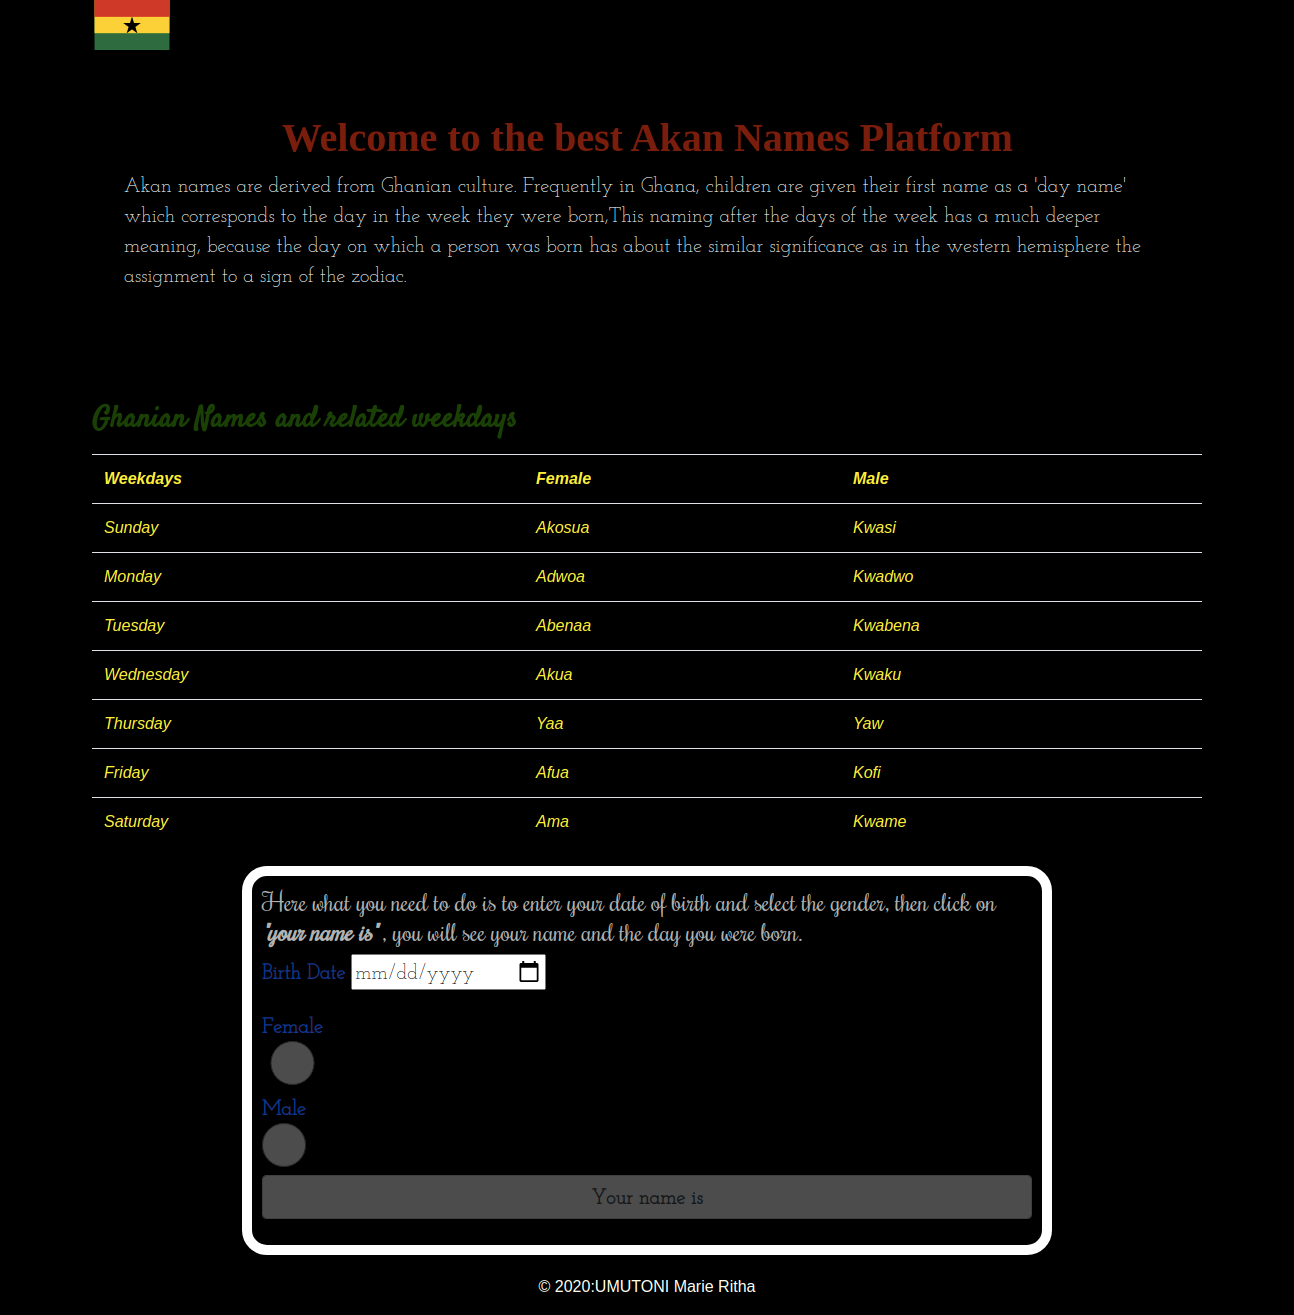 Welcome to the best Akan Names Platform
Akan names are derived from Ghanian culture. Frequently in Ghana, children are given their first name as a 'day name'
which corresponds to the day in the week they were born,This naming after the days of the week has a much deeper
meaning, because the day on which a person was born has about the similar significance as in the western hemisphere the
assignment to a sign of the zodiac.
Ghanian Names and related weekdays
Weekdays Female Male
Sunday Akosua Kwasi
Monday Adwoa Kwadwo
Tuesday Abenaa Kwabena
Wednesday Akua Kwaku
Thursday Yaa Yaw
Friday Afua Kofi
Saturday Ama Kwame
Here what you need to do is to enter your date of birth and select the gender, then click on
"your name is" , you will see your name and the day you were born.
Birth Date mm/dd/yyyy
Female
Male
Your name is
© 2020:UMUTONI Marie Ritha